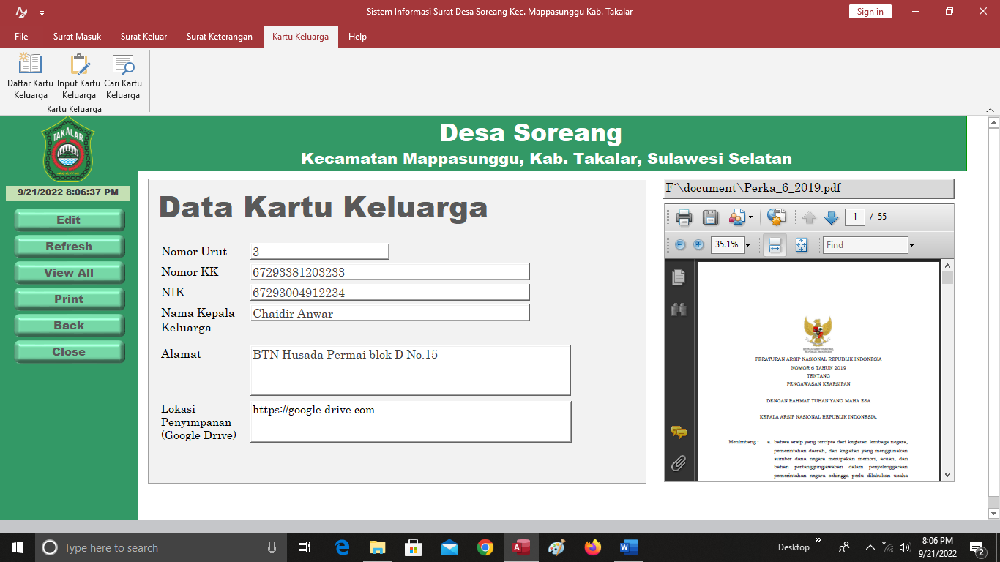 Sistem Informasi Surat Desa Soreang Kec. Mappasunggu Kab. Takalar
Sign in
File Surat Masuk Surat Keluar Surat Keterangan Kartu Keluarga Help
Daftar Kartu Keluarga
Input Kartu Keluarga
Cari Kartu Keluarga
Kartu Keluarga
TAKALAR
Desa Soreang
Kecamatan Mappasunggu, Kab. Takalar, Sulawesi Selatan
9/21/2022 8:06:37 PM
Edit
Refresh
View All
Print
Back
Close
Data Kartu Keluarga
Nomor Urut 3
Nomor KK 67293381203233
NIK 67293004912234
Nama Kepala Keluarga Chaidir Anwar
Alamat BTN Husada Permai blok D No.15
Lokasi Penyimpanan (Google Drive) https://google.drive.com
F:\document\Perka_6_2019.pdf
1 / 55
35.1% Find
PERATURAN ARSIP NASIONAL REPUBLIK INDONESIA
NOMOR 6 TAHUN 2019
TENTANG
PENGAWASAN KEARSIPAN
DENGAN RAHMAT TUHAN YANG MAHA ESA
KEPALA ARSIP NASIONAL REPUBLIK INDONESIA,
Menimbang : a. bahwa arsip yang tercipta dari kegiatan lembaga negara,
pemerintahan daerah, dan kegiatan yang menggunakan
sumber dana negara merupakan memori, acuan, dan
bahan pertanggungjawaban dalam penyelenggaraan
pemerintahan negara sehingga perlu dilakukan usaha
Type here to search
Desktop
8:06 PM
9/21/2022
2